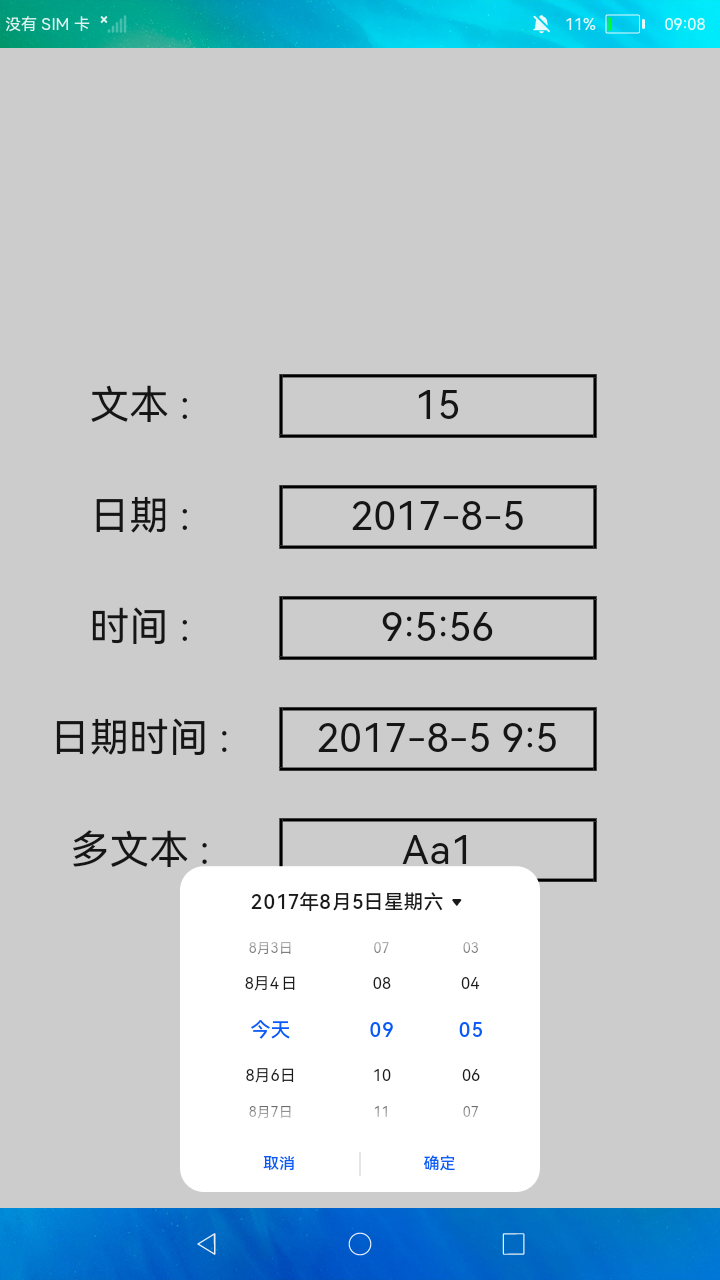 没有 SIM 卡 11% 09:08
文本 : 15
日期 : 2017-8-5
时间 : 9:5:56
日期时间 : 2017-8-5 9:5
多文本 : Aa1
2017年8月5日星期六
8月3日 07 03
8月4日 08 04
今天 09 05
8月6日 10 06
8月7日 11 07
取消 确定